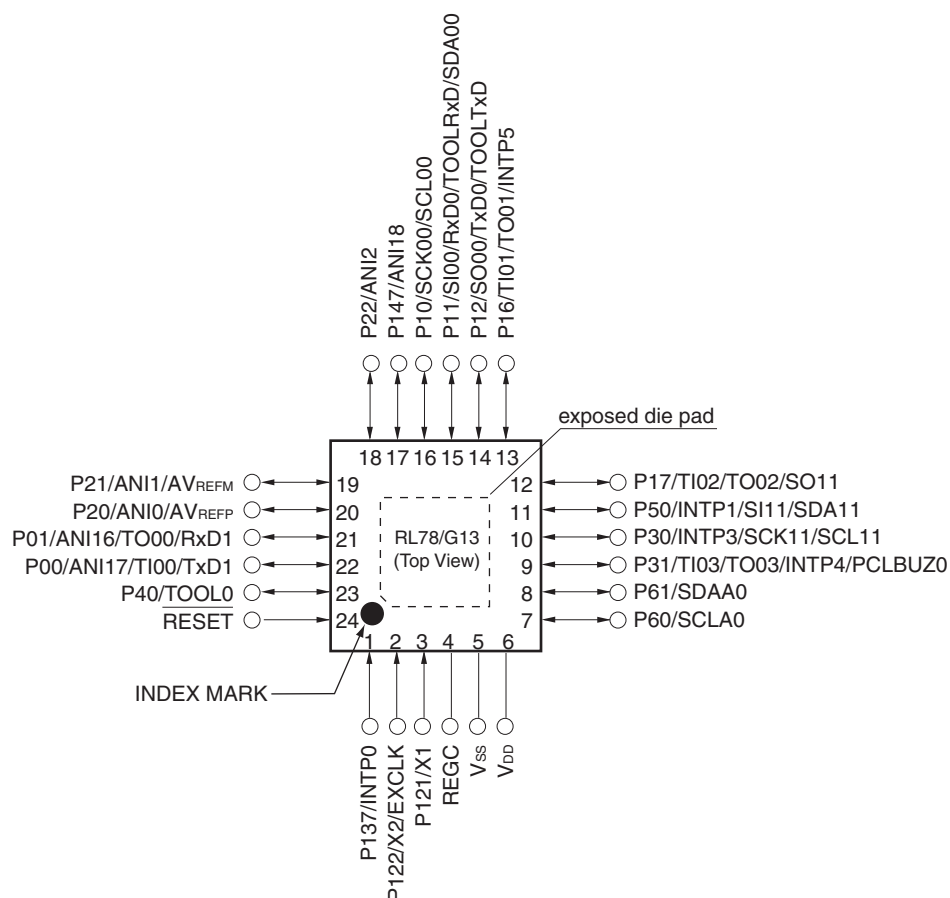 P22/ANI2
P147/ANI18
P10/SCK00/SCL00
P11/SI00/RxD0/TOOLRxD/SDA00
P12/SO00/TxD0/TOOLTxD
P16/TI01/TO01/INTP5
exposed die pad
18 17 16 15 14 13
P21/ANI1/AVREFM 19
P20/ANI0/AVREFP 20
P01/ANI16/TO00/RxD1 21
P00/ANI17/TI00/TxD1 22
P40/TOOL0 23
RESET 24
RL78/G13
(Top View)
12 P17/TI02/TO02/SO11
11 P50/INTP1/SI11/SDA11
10 P30/INTP3/SCK11/SCL11
9 P31/TI03/TO03/INTP4/PCLBUZ0
8 P61/SDAA0
7 P60/SCLA0
1 2 3 4 5 6
INDEX MARK
P137/INTP0
P122/X2/EXCLK
P121/X1
REGC
VSS
VDD